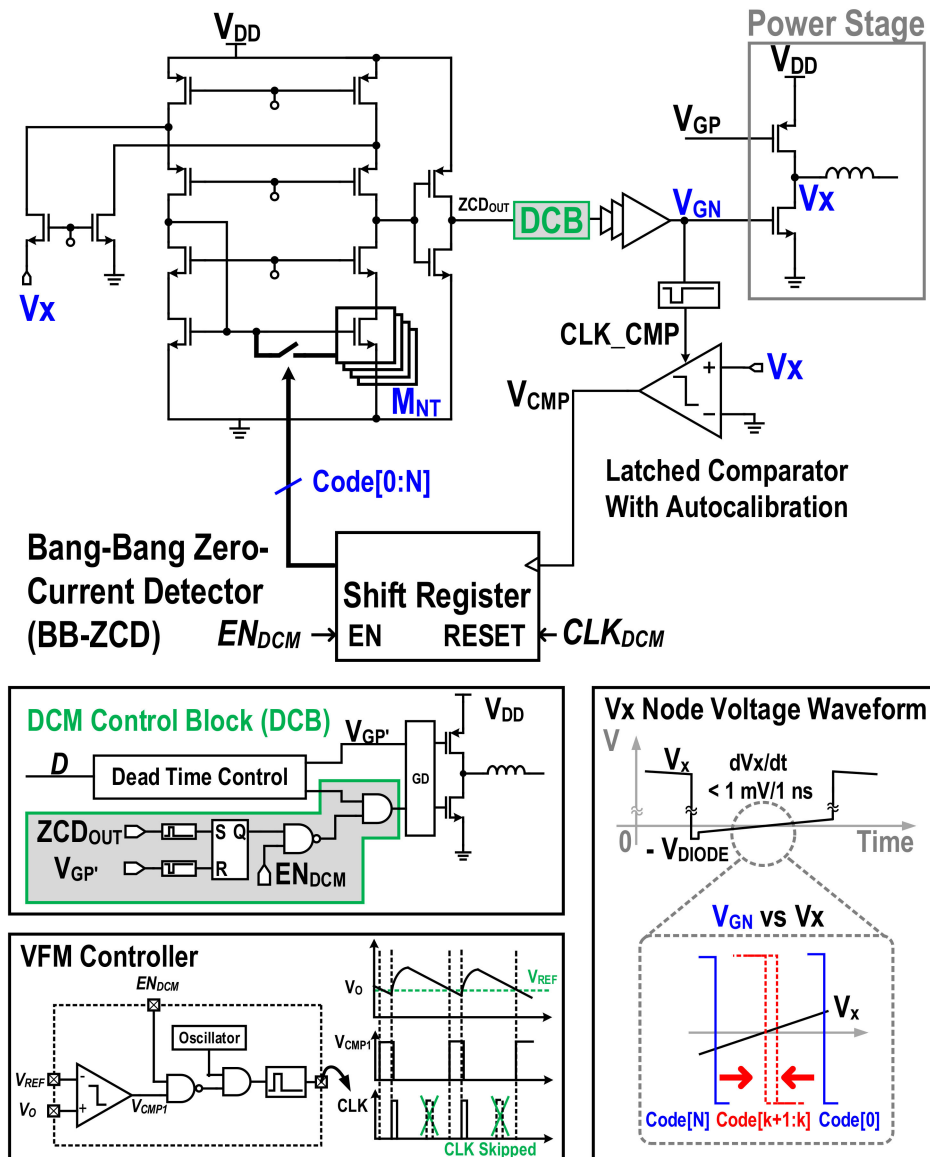 Power Stage
VDD
VDD
VGP
Vx
ZCDOUT
DCB
VGN
Vx
CLK_CMP
Vx
+
−
VCMP
MNT
Code[0:N]
Latched Comparator
With Autocalibration
Bang-Bang Zero-
Current Detector
(BB-ZCD)
Shift Register
ENDCM
EN
RESET
CLKDCM
DCM Control Block (DCB)
VDD
VGP'
D
Dead Time Control
GD
ZCDOUT
S
Q
VGP'
R
ENDCM
Vx Node Voltage Waveform
V
Vx
dVx/dt
< 1 mV/1 ns
0
- VDIODE
Time
VGN vs Vx
Vx
Code[N]
Code[k+1:k]
Code[0]
VFM Controller
ENDCM
Oscillator
VREF
-
VO
+
VCMP1
VO
VREF
VCMP1
CLK
CLK Skipped